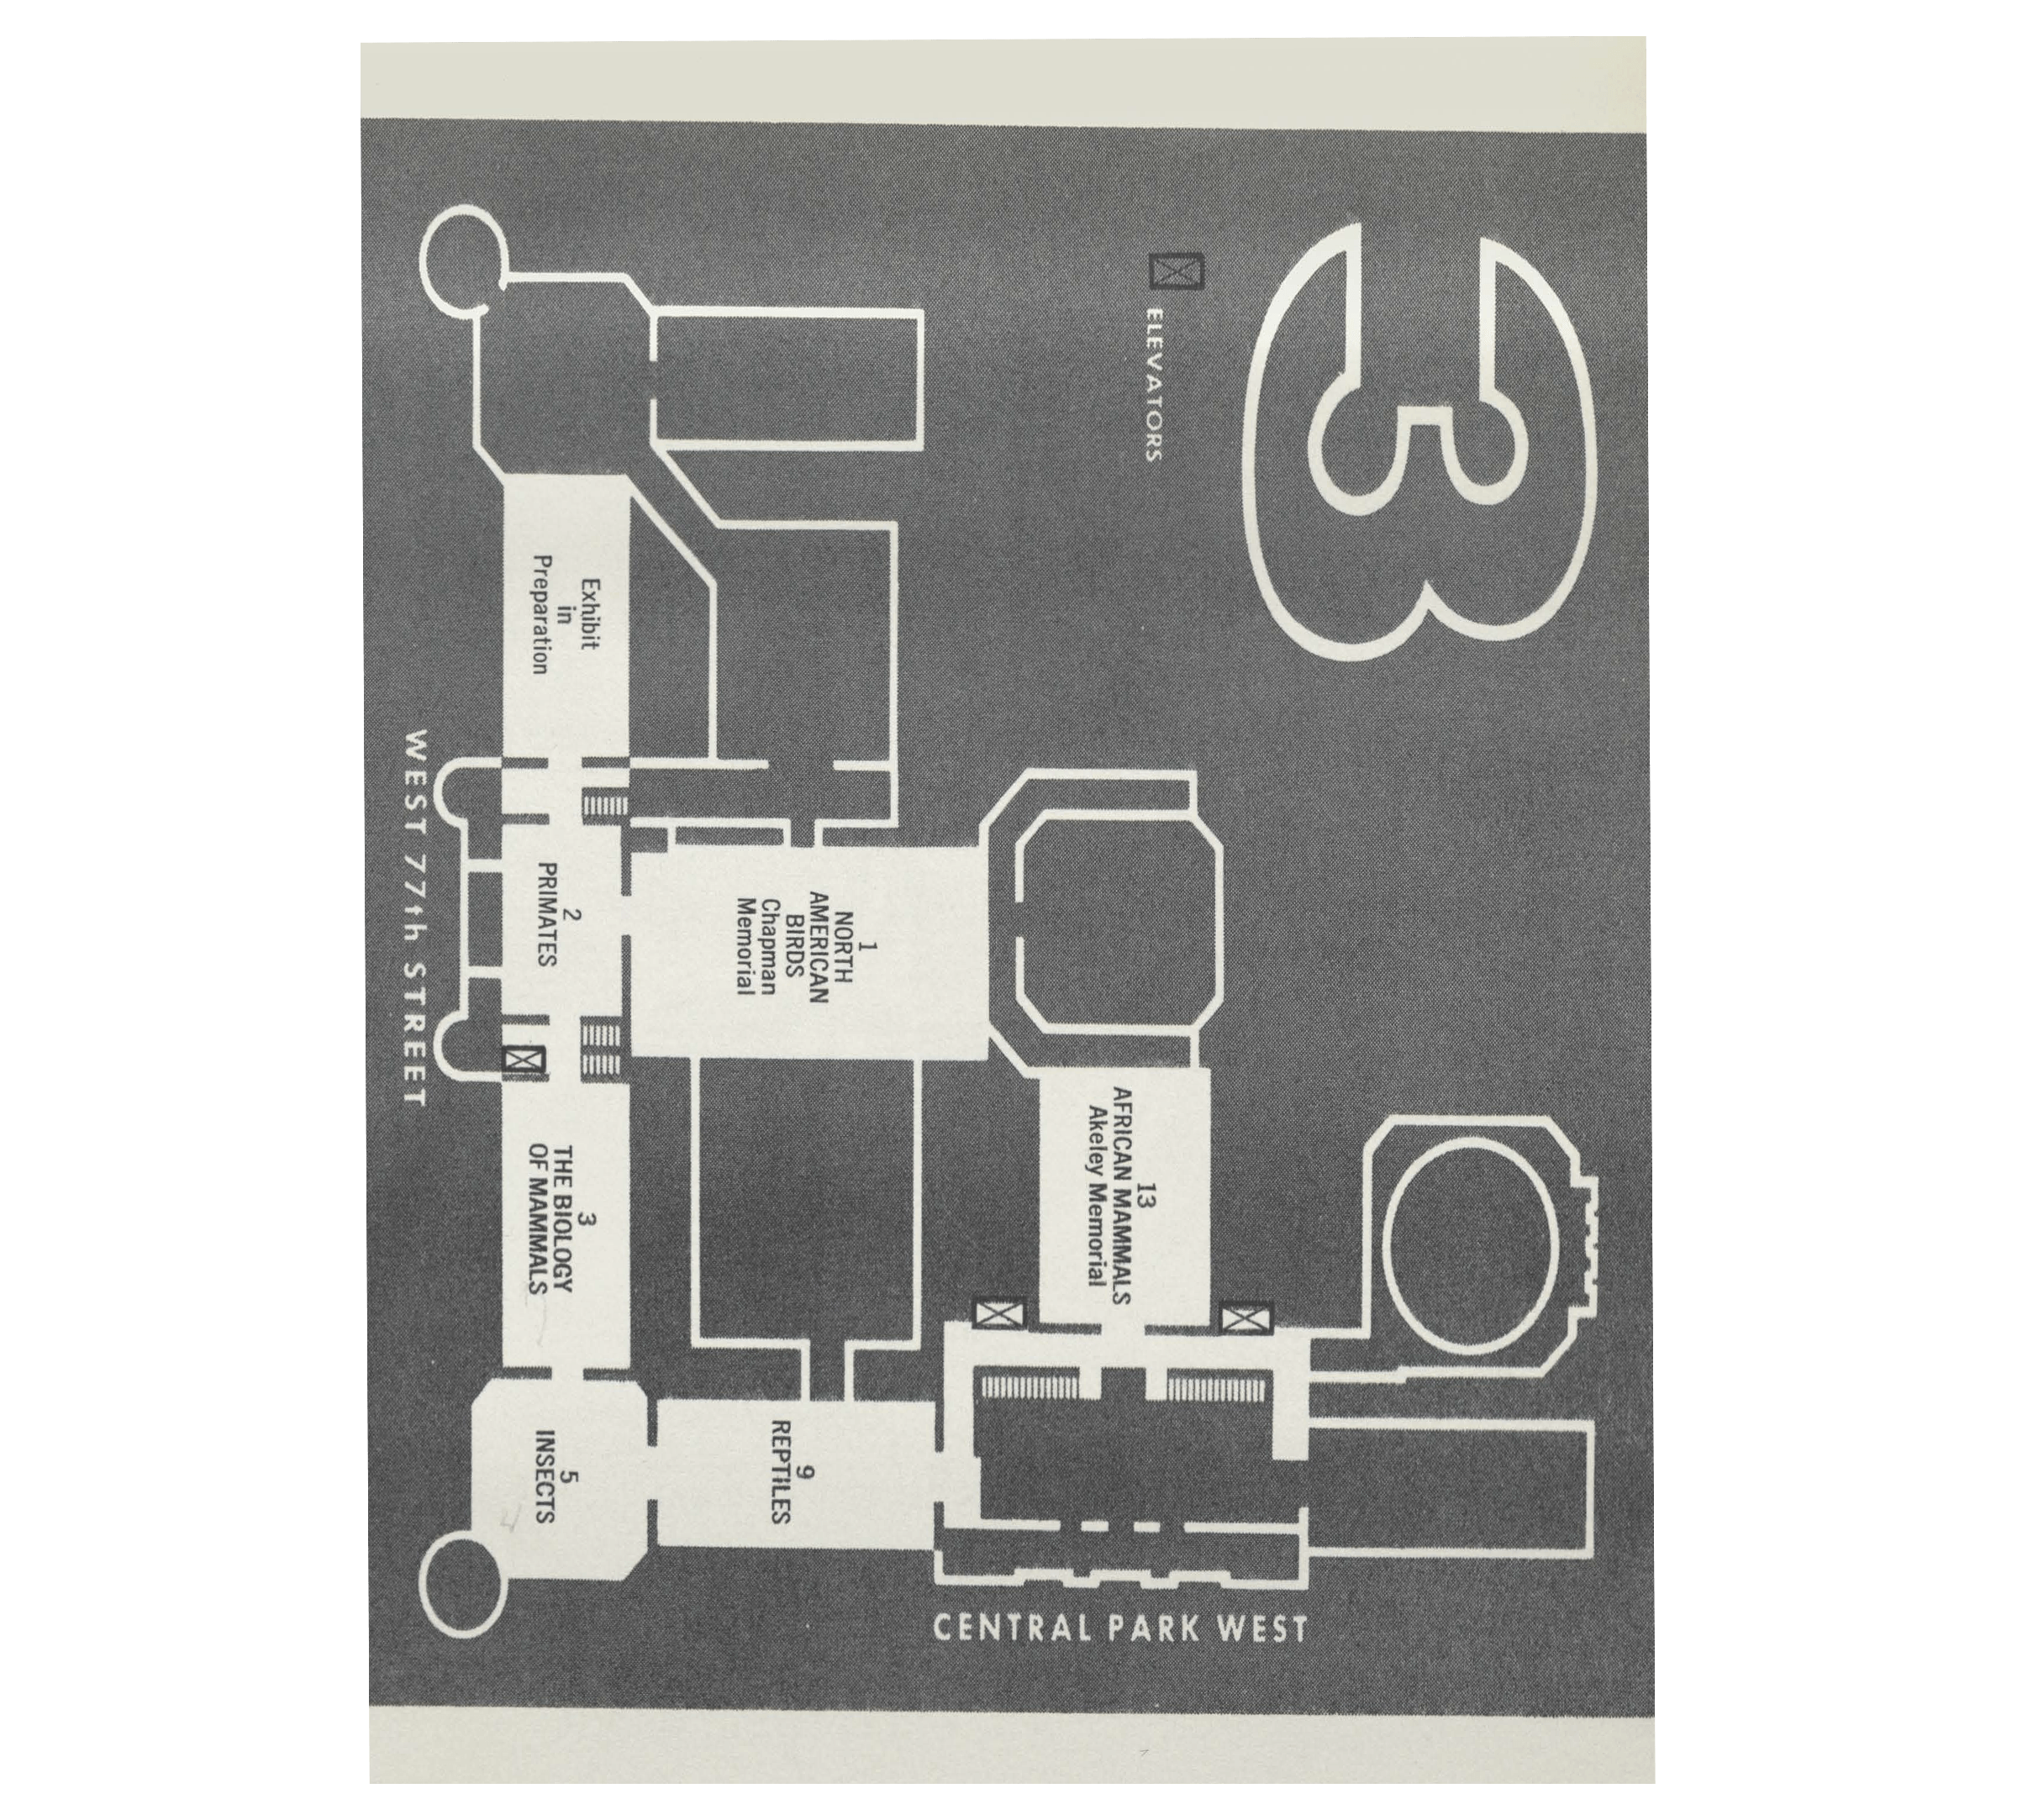 3
ELEVATORS
Exhibit
in
Preparation
WEST 77th STREET
2
PRIMATES
1
NORTH
AMERICAN
BIRDS
Chapman
Memorial
3
THE BIOLOGY
OF MAMMALS
13
AFRICAN MAMMALS
Akeley Memorial
5
INSECTS
4
9
REPTILES
CENTRAL PARK WEST